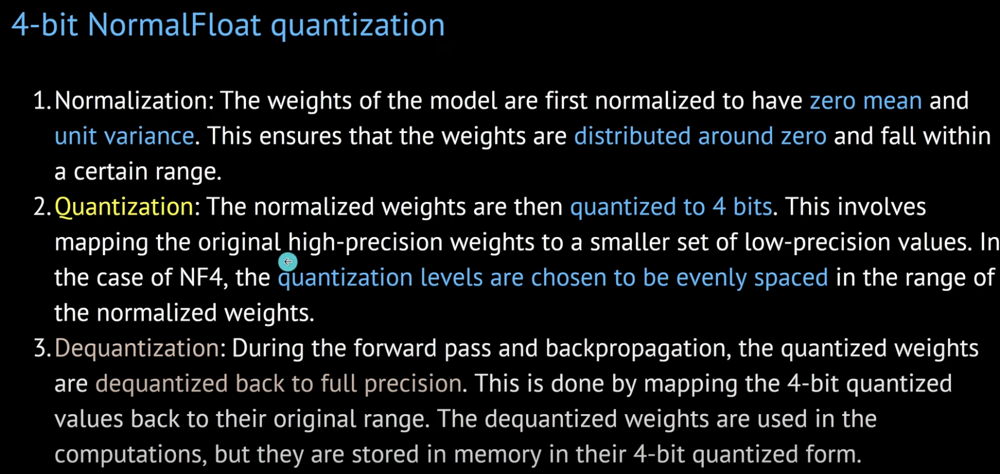 4-bit NormalFloat quantization
1. Normalization: The weights of the model are first normalized to have zero mean and
unit variance. This ensures that the weights are distributed around zero and fall within
a certain range.
2. Quantization: The normalized weights are then quantized to 4 bits. This involves
mapping the original high-precision weights to a smaller set of low-precision values. In
the case of NF4, the quantization levels are chosen to be evenly spaced in the range of
the normalized weights.
3. Dequantization: During the forward pass and backpropagation, the quantized weights
are dequantized back to full precision. This is done by mapping the 4-bit quantized
values back to their original range. The dequantized weights are used in the
computations, but they are stored in memory in their 4-bit quantized form.